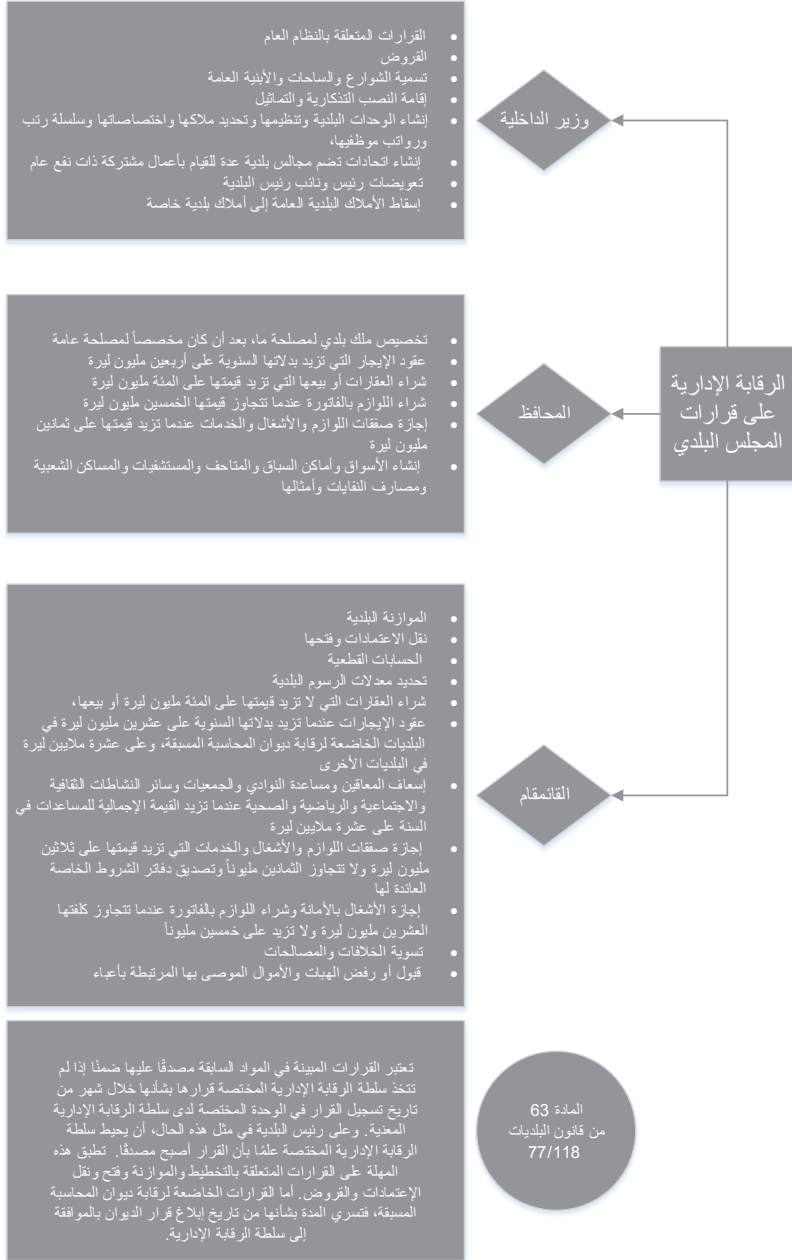 القرارات المتعلقة بالنظام العام
القروض
تسمية الشوارع والساحات والأبنية العامة
إقامة النصب التذكارية والتماثيل
إنشاء الوحدات البلدية وتنظيمها وتحديد ملاكها واختصاصاتها وسلسلة رتب
ورواتب موظفيها،
إنشاء اتحادات تضم مجالس بلدية عدة للقيام بأعمال مشتركة ذات نفع عام
تعويضات رئيس ونائب رئيس البلدية
إسقاط الأملاك البلدية العامة إلى أملاك بلدية خاصة
وزير الداخلية
الرقابة الإدارية
على قرارات
المجلس البلدي
تخصيص ملك بلدي لمصلحة ما، بعد أن كان مخصصاً لمصلحة عامة
عقود الإيجار التي تزيد بدلاتها السنوية على أربعين مليون ليرة
شراء العقارات أو بيعها التي تزيد قيمتها على المئة مليون ليرة
شراء اللوازم بالفاتورة عندما تتجاوز قيمتها الخمسين مليون ليرة
إجازة صفقات اللوازم والأشغال والخدمات عندما تزيد قيمتها على ثمانين
مليون ليرة
إنشاء الأسواق وأماكن السباق والمتاحف والمستشفيات والمساكن الشعبية
ومصارف النفايات وأمثالها
المحافظ
الموازنة البلدية
نقل الاعتمادات وفتحها
الحسابات القطعية
تحديد معدلات الرسوم البلدية
شراء العقارات التي لا تزيد قيمتها على المئة مليون ليرة أو بيعها،
عقود الإيجارات عندما تزيد بدلاتها السنوية على عشرين مليون ليرة في
البلديات الخاضعة لرقابة ديوان المحاسبة المسبقة، وعلى عشرة ملايين ليرة
في البلديات الأخرى
إسعاف المعاقين ومساعدة النوادي والجمعيات وسائر النشاطات الثقافية
والاجتماعية والرياضية والصحية عندما تزيد القيمة الإجمالية للمساعدات في
السنة على عشرة ملايين ليرة
إجازة صفقات اللوازم والأشغال والخدمات التي تزيد قيمتها على ثلاثين
مليون ليرة ولا تتجاوز الثمانين مليوناً وتصديق دفاتر الشروط الخاصة
العائدة لها
إجازة الأشغال بالأمانة وشراء اللوازم بالفاتورة عندما تتجاوز كلفتها
العشرين مليون ليرة ولا تزيد على خمسين مليوناً
تسوية الخلافات والمصالحات
قبول أو رفض الهبات والأموال الموصى بها المرتبطة بأعباء
القائمقام
تعتبر القرارات المبينة في المواد السابقة مصدقًا عليها ضمنًا إذا لم
تتخذ سلطة الرقابة الإدارية المختصة قرارها بشأنها خلال شهر من
تاريخ تسجيل القرار في الوحدة المختصة لدى سلطة الرقابة الإدارية
المعنية. وعلى رئيس البلدية في مثل هذه الحال، أن يحيط سلطة
الرقابة الإدارية المختصة علمًا بأن القرار أصبح مصدقًا. تطبق هذه
المهلة على القرارات المتعلقة بالتخطيط والموازنة وفتح ونقل
الإعتمادات والقروض. أما القرارات الخاضعة لرقابة ديوان المحاسبة
المسبقة، فتسري المدة بشأنها من تاريخ إبلاغ قرار الديوان بالموافقة
إلى سلطة الرقابة الإدارية.
المادة 63
من قانون البلديات
77/118